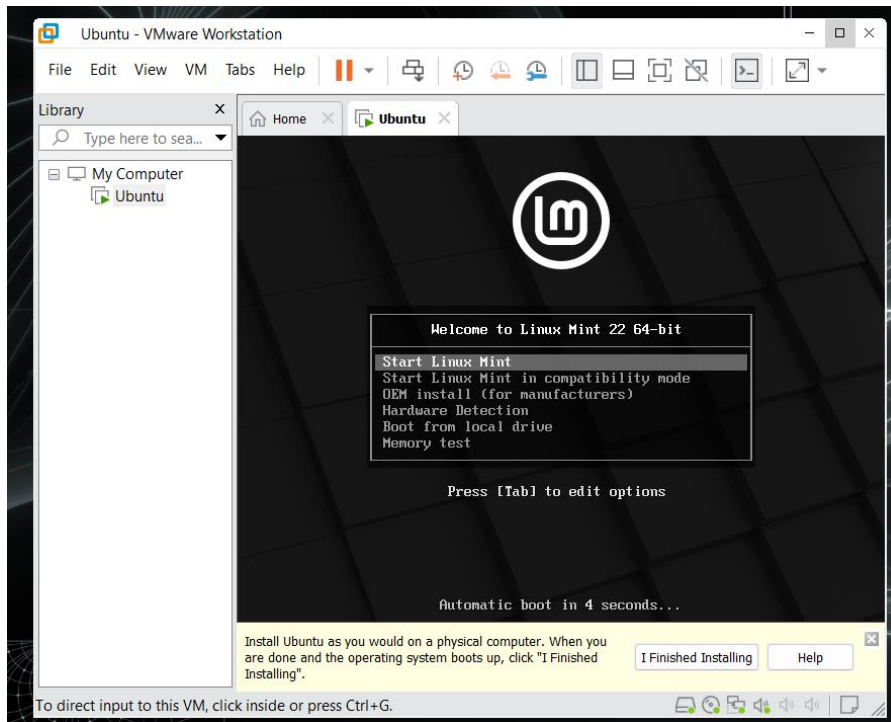 Ubuntu - VMware Workstation
File Edit View VM Tabs Help
Library X
Type here to sea...
Home
Ubuntu
My Computer
Ubuntu
lm
Welcome to Linux Mint 22 64-bit
Start Linux Mint
Start Linux Mint in compatibility mode
OEM install (for manufacturers)
Hardware Detection
Boot from local drive
Memory test
Press [Tab] to edit options
Automatic boot in 4 seconds...
Install Ubuntu as you would on a physical computer. When you
are done and the operating system boots up, click "I Finished
Installing".
I Finished Installing
Help
To direct input to this VM, click inside or press Ctrl+G.